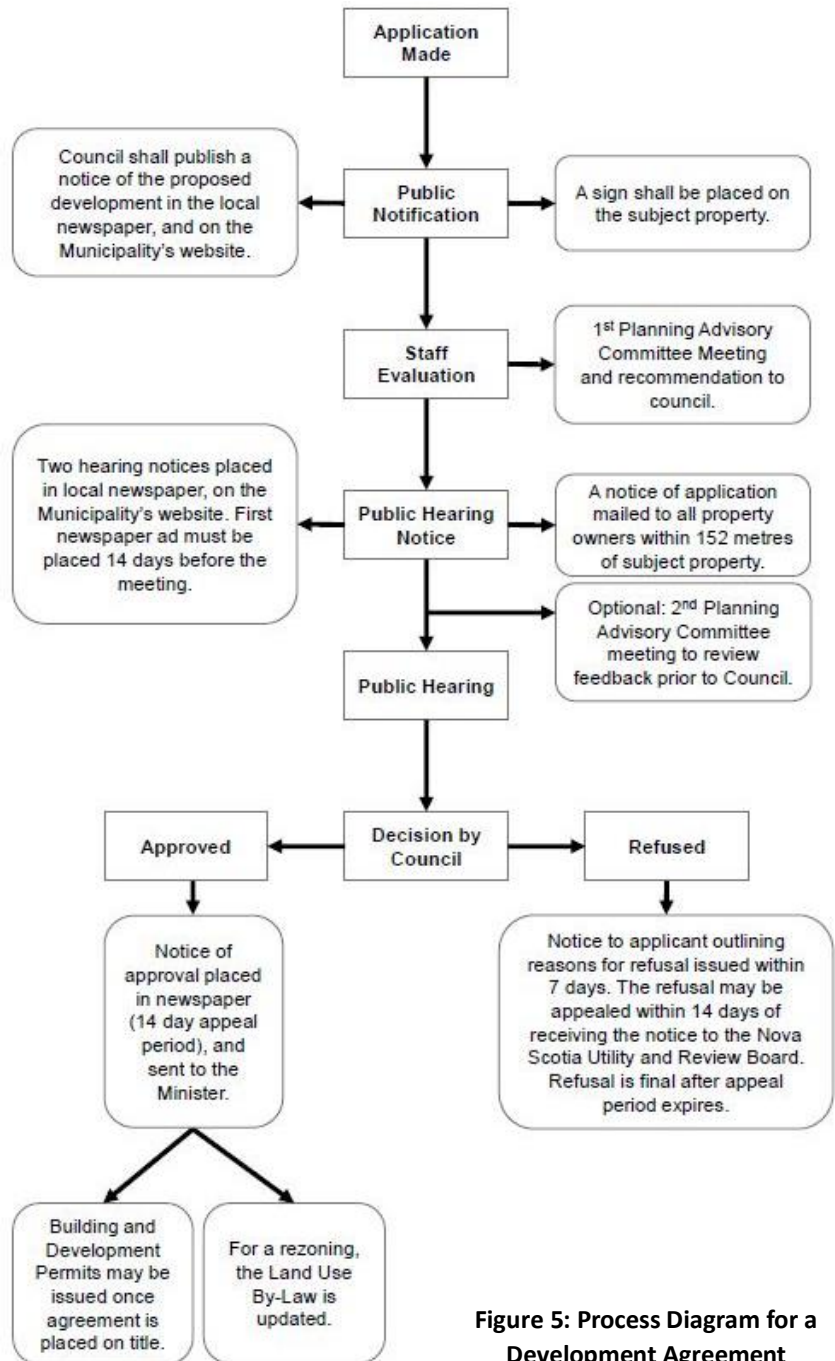 Application
Made
Council shall publish a
notice of the proposed
development in the local
newspaper, and on the
Municipality's website.
Public
Notification
A sign shall be placed on
the subject property.
Staff
Evaluation
1st Planning Advisory
Committee Meeting
and recommendation to
council.
Two hearing notices placed
in local newspaper, on the
Municipality's website. First
newspaper ad must be
placed 14 days before the
meeting.
Public Hearing
Notice
A notice of application
mailed to all property
owners within 152 metres
of subject property.
Optional: 2nd Planning
Advisory Committee
meeting to review
feedback prior to Council.
Public Hearing
Approved
Decision by
Council
Refused
Notice of
approval placed
in newspaper
(14 day appeal
period), and
sent to the
Minister.
Notice to applicant outlining
reasons for refusal issued within
7 days. The refusal may be
appealed within 14 days of
receiving the notice to the Nova
Scotia Utility and Review Board.
Refusal is final after appeal
period expires.
Building and
Development
Permits may be
issued once
agreement is
placed on title.
For a rezoning,
the Land Use
By-Law is
updated.
Figure 5: Process Diagram for a
Development Agreement